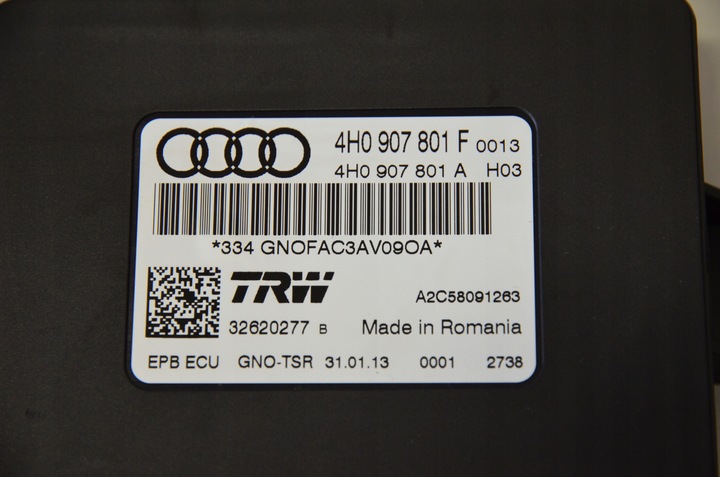 4H0 907 801 F 0013
4H0 907 801 A H03
*334 GNOFAC3AV09OA*
TRW
A2C58091263
32620277 B Made in Romania
EPB ECU GNO-TSR 31.01.13 0001 2738